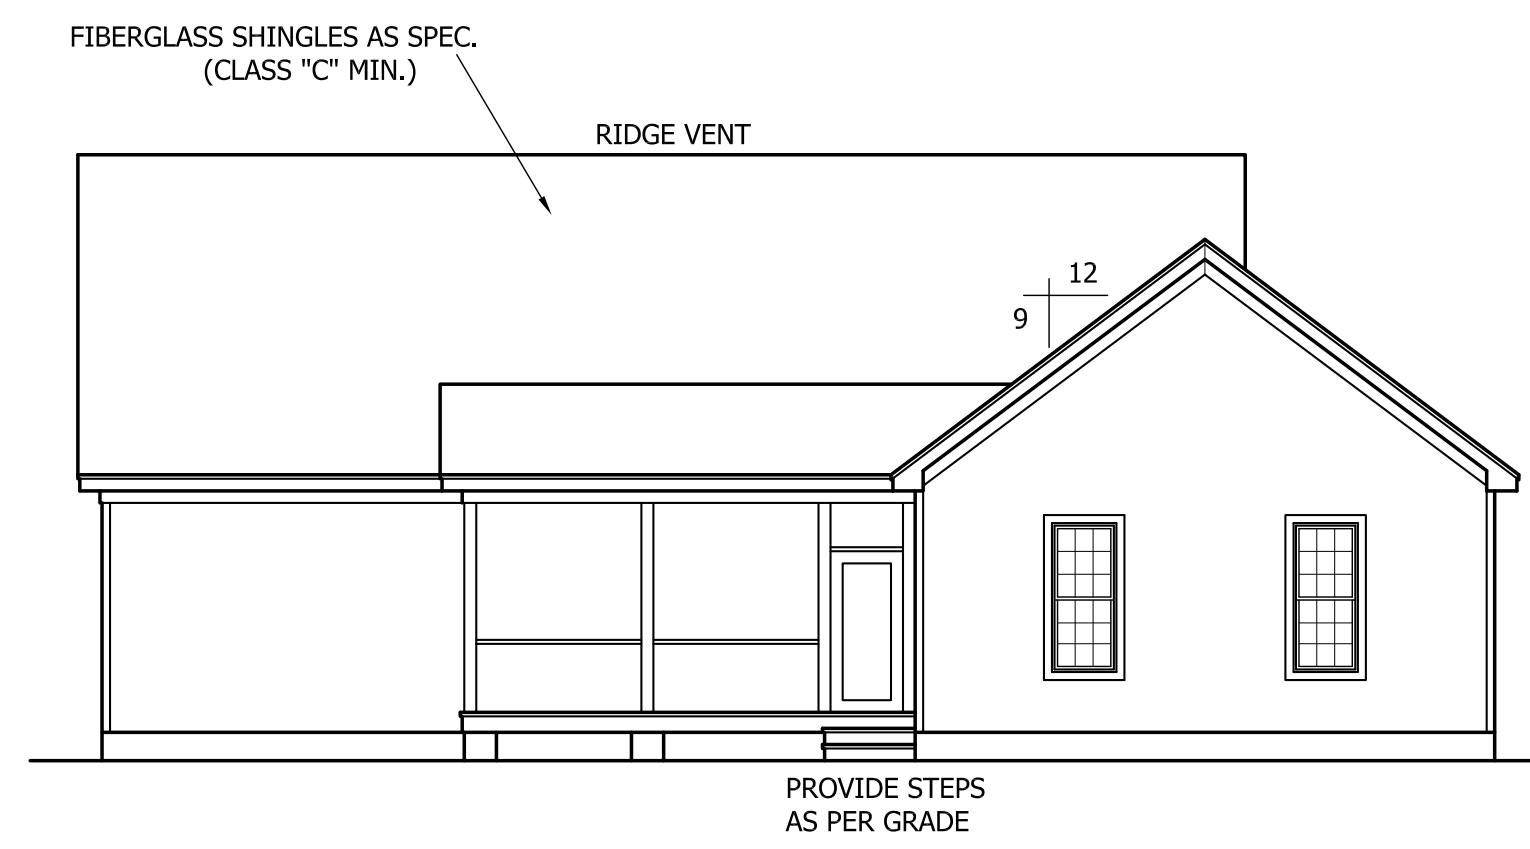 FIBERGLASS SHINGLES AS SPEC.
(CLASS "C" MIN.)
RIDGE VENT
12
9
PROVIDE STEPS
AS PER GRADE